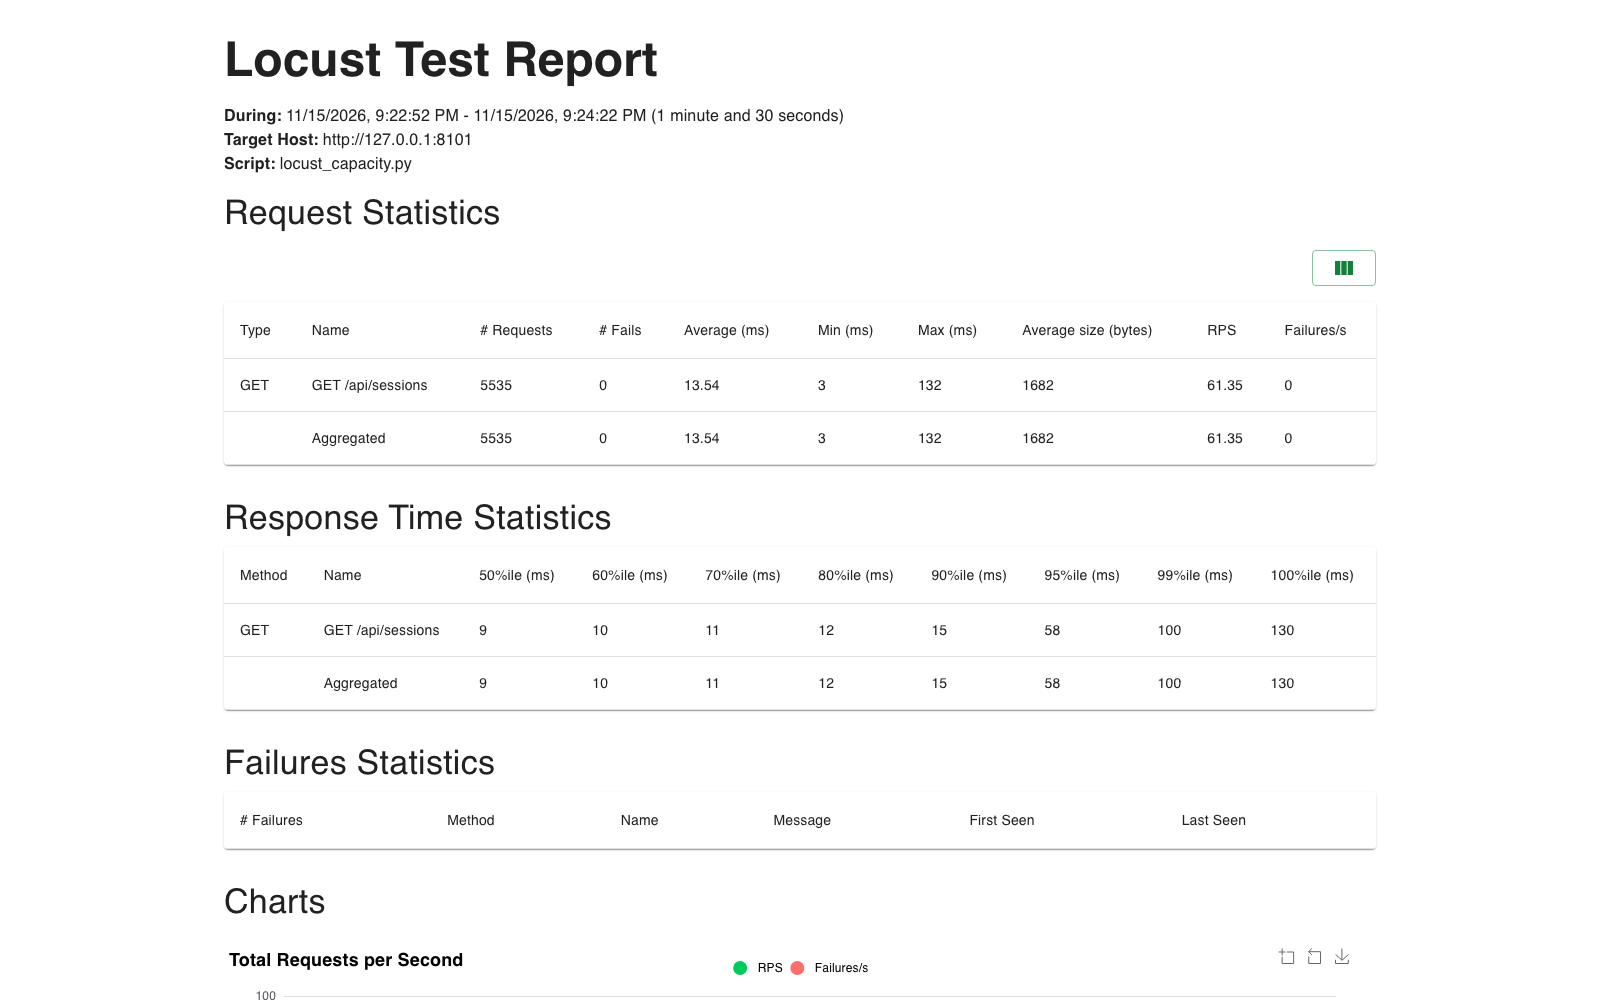 Locust Test Report
During: 11/15/2026, 9:22:52 PM - 11/15/2026, 9:24:22 PM (1 minute and 30 seconds)
Target Host: http://127.0.0.1:8101
Script: locust_capacity.py
Request Statistics
Type Name # Requests # Fails Average (ms) Min (ms) Max (ms) Average size (bytes) RPS Failures/s
GET GET /api/sessions 5535 0 13.54 3 132 1682 61.35 0
Aggregated 5535 0 13.54 3 132 1682 61.35 0
Response Time Statistics
Method Name 50%ile (ms) 60%ile (ms) 70%ile (ms) 80%ile (ms) 90%ile (ms) 95%ile (ms) 99%ile (ms) 100%ile (ms)
GET GET /api/sessions 9 10 11 12 15 58 100 130
Aggregated 9 10 11 12 15 58 100 130
Failures Statistics
# Failures Method Name Message First Seen Last Seen
Charts
Total Requests per Second
RPS Failures/s
100